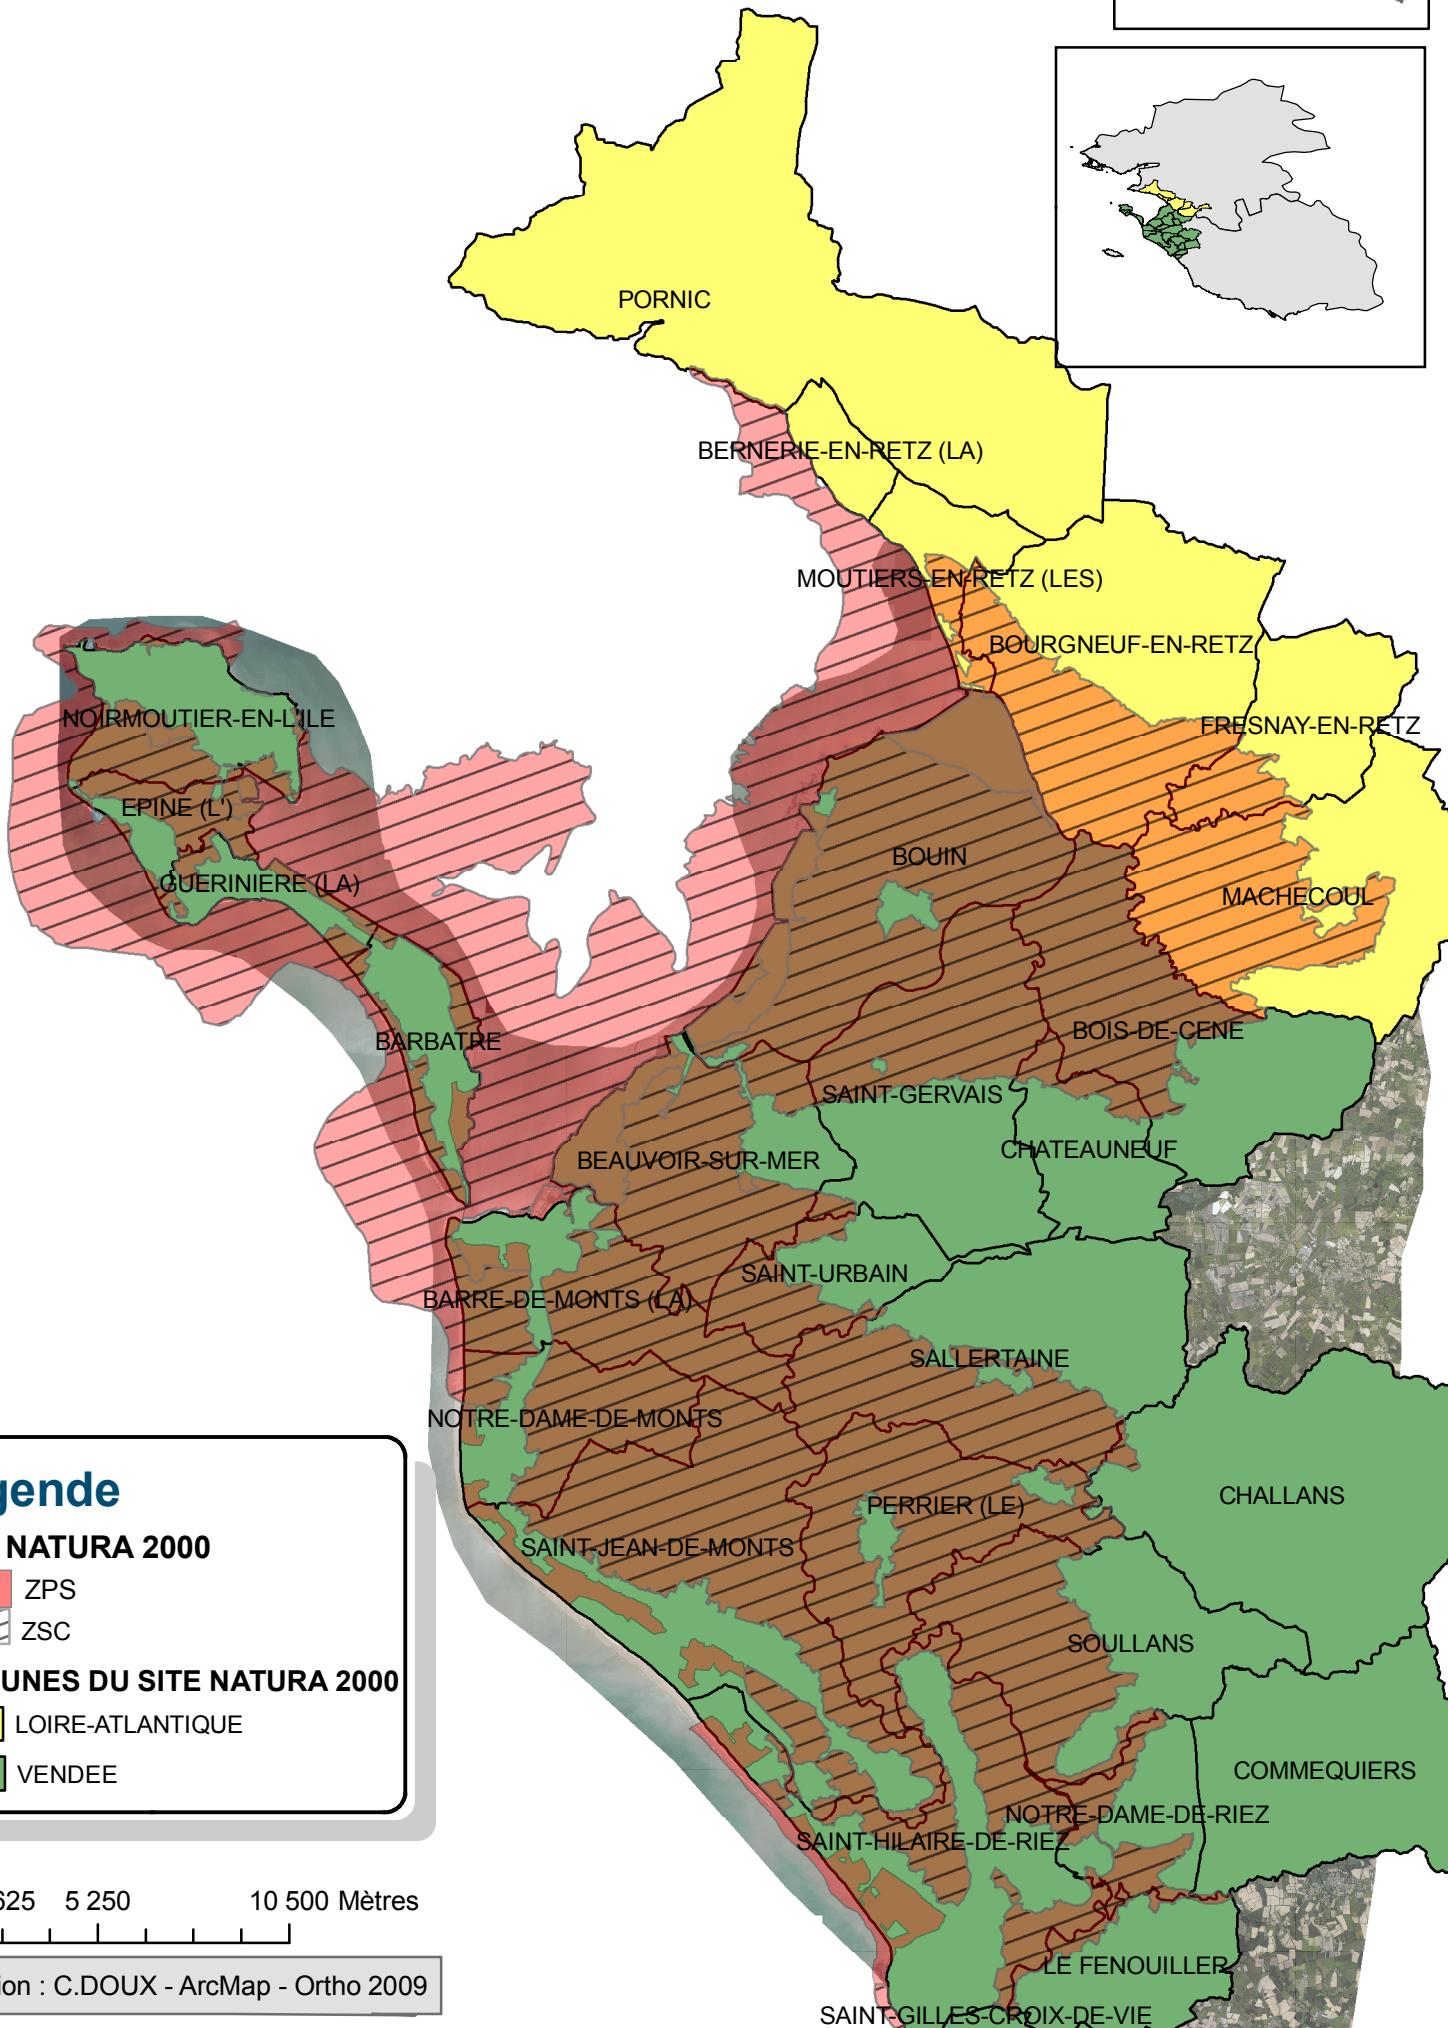 PORNIC
BERNERIE-EN-RETZ (LA)
MOUTIERS-EN-RETZ (LES)
BOURGNEUF-EN-RETZ
NOIRMOUTIER-EN-L'ILE
FRESNAY-EN-RETZ
EPINE (L')
BOUIN
GUERINIERE (LA)
MACHECOUL
BARBATRE
BOIS-DE-CENE
SAINT-GERVAIS
CHATEAUNEUF
BEAUVOIR-SUR-MER
SAINT-URBAIN
BARRE-DE-MONTS (LA)
SALLERTAINE
NOTRE-DAME-DE-MONTS
CHALLANS
PERRIER (LE)
SAINT-JEAN-DE-MONTS
SOULLANS
COMMEQUIERS
NOTRE-DAME-DE-RIEZ
SAINT-HILAIRE-DE-RIEZ
LE FENOUILLER
SAINT-GILLES-CROIX-DE-VIE
gende
NATURA 2000
ZPS
ZSC
UNES DU SITE NATURA 2000
LOIRE-ATLANTIQUE
VENDEE
625 5 250 10 500 Mètres
ion : C.DOUX - ArcMap - Ortho 2009